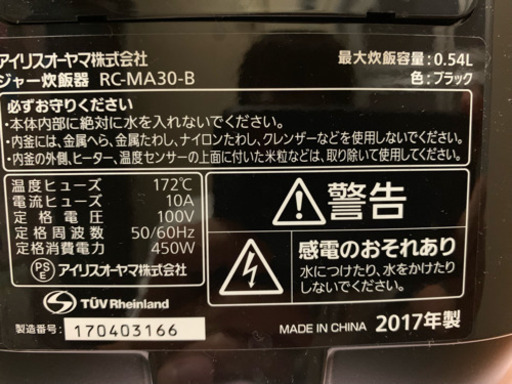 アイリスオーヤマ株式会社
ジャー炊飯器 RC-MA30-B
最大炊飯容量:0.54L
色:ブラック
必ずお守りください
・本体内部に絶対に水を入れないでください。
・内釜には、金属へら、金属たわし、ナイロンたわし、クレンザーなどを使用しないでください。
・内釜の外側、ヒーター、温度センサーの上面に付いた米粒などは、取り除いて使用してください。
温度ヒューズ 172℃
電流ヒューズ 10A
定格電圧 100V
定格周波数 50/60Hz
定格消費電力 450W
PSE アイリスオーヤマ株式会社
TÜV Rheinland
製造番号: 170403166
警告
感電のおそれあり
水につけたり、水をかけたり
しないでください。
MADE IN CHINA 2017年製